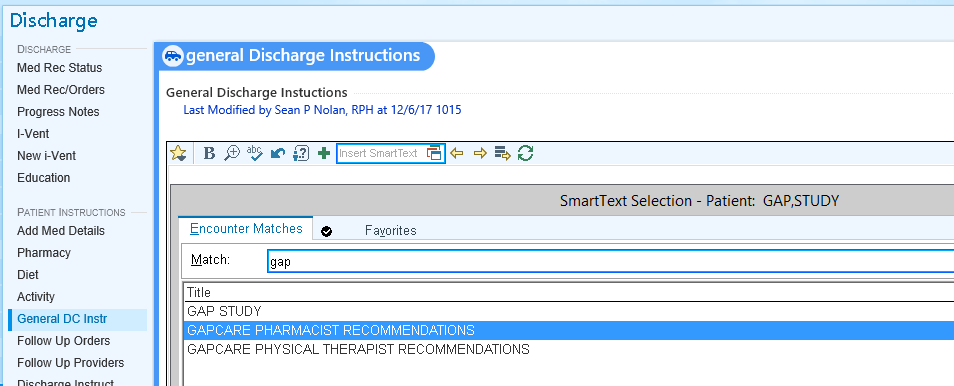 Discharge
DISCHARGE
Med Rec Status
Med Rec/Orders
Progress Notes
I-Vent
New i-Vent
Education
PATIENT INSTRUCTIONS
Add Med Details
Pharmacy
Diet
Activity
General DC Instr
Follow Up Orders
Follow Up Providers
Discharge Instruct
general Discharge Instructions
General Discharge Instuctions
Last Modified by Sean P Nolan, RPH at 12/6/17 1015
B abc Insert SmartText
SmartText Selection - Patient: GAP,STUDY
Encounter Matches Favorites
Match: gap
Title
GAP STUDY
GAPCARE PHARMACIST RECOMMENDATIONS
GAPCARE PHYSICAL THERAPIST RECOMMENDATIONS